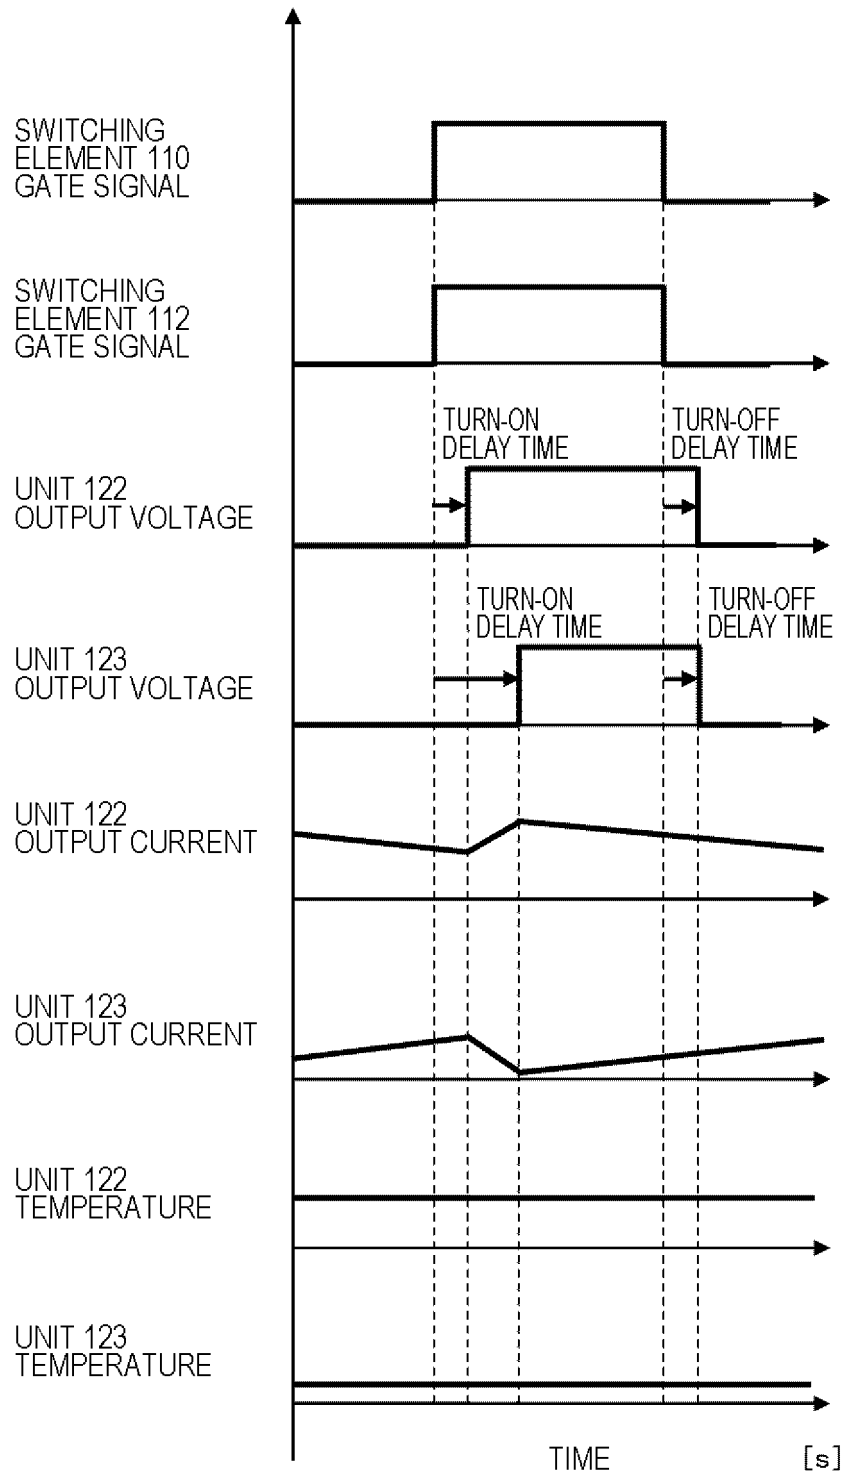 SWITCHING
ELEMENT 110
GATE SIGNAL
SWITCHING
ELEMENT 112
GATE SIGNAL
TURN-ON
DELAY TIME
TURN-OFF
DELAY TIME
UNIT 122
OUTPUT VOLTAGE
TURN-ON
DELAY TIME
TURN-OFF
DELAY TIME
UNIT 123
OUTPUT VOLTAGE
UNIT 122
OUTPUT CURRENT
UNIT 123
OUTPUT CURRENT
UNIT 122
TEMPERATURE
UNIT 123
TEMPERATURE
TIME
[s]